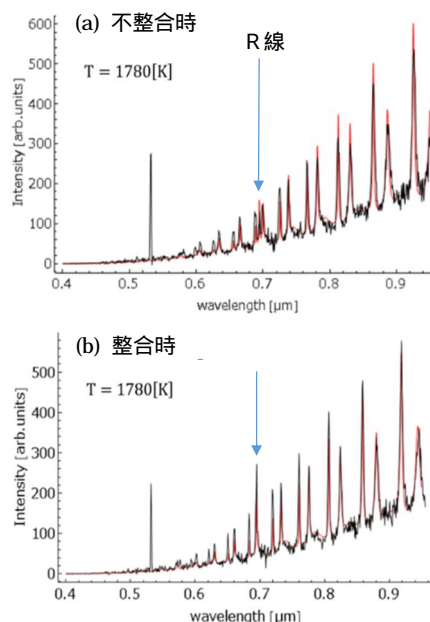 (a) 不整合時
R線
T = 1780[K]
Intensity [arb.units]
600
500
400
300
200
100
0
0.4 0.5 0.6 0.7 0.8 0.9
wavelength [μm]
(b) 整合時
T = 1780[K]
Intensity [arb.units]
500
400
300
200
100
0
0.4 0.5 0.6 0.7 0.8 0.9
wavelength [μm]